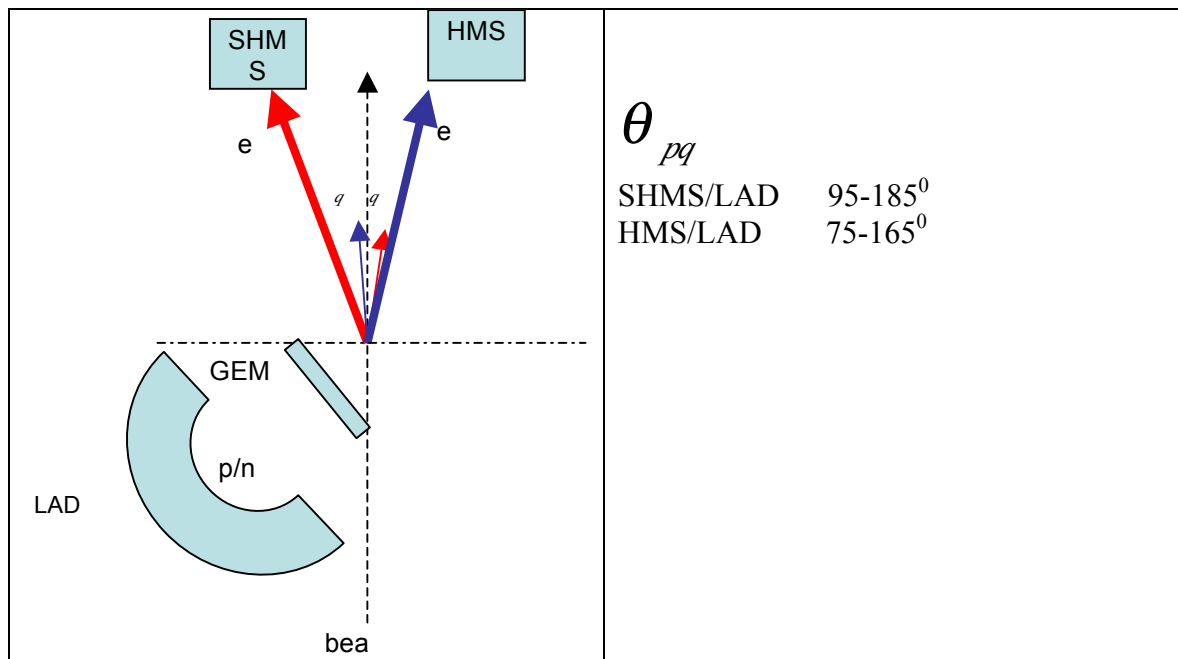 SHM
S
HMS
e
e
q
q
GEM
p/n
LAD
bea
θ pq
SHMS/LAD 95-185⁰
HMS/LAD 75-165⁰